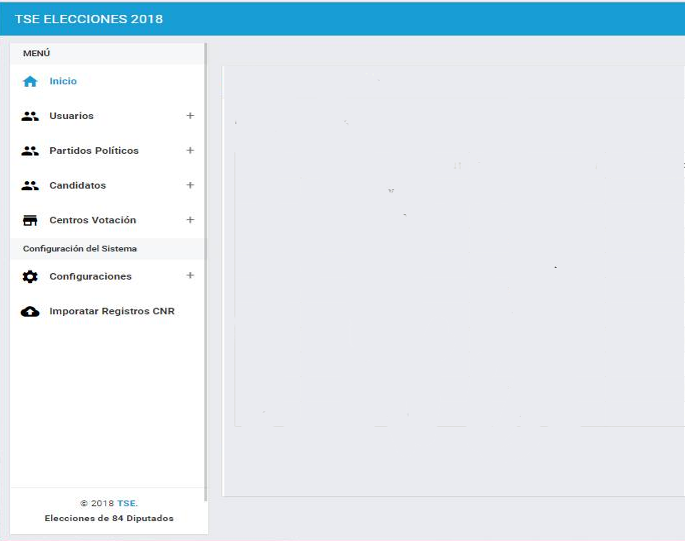 TSE ELECCIONES 2018
MENÚ
Inicio
Usuarios +
Partidos Políticos +
Candidatos +
Centros Votación +
Configuración del Sistema
Configuraciones +
Imporatar Registros CNR
© 2018 TSE.
Elecciones de 84 Diputados